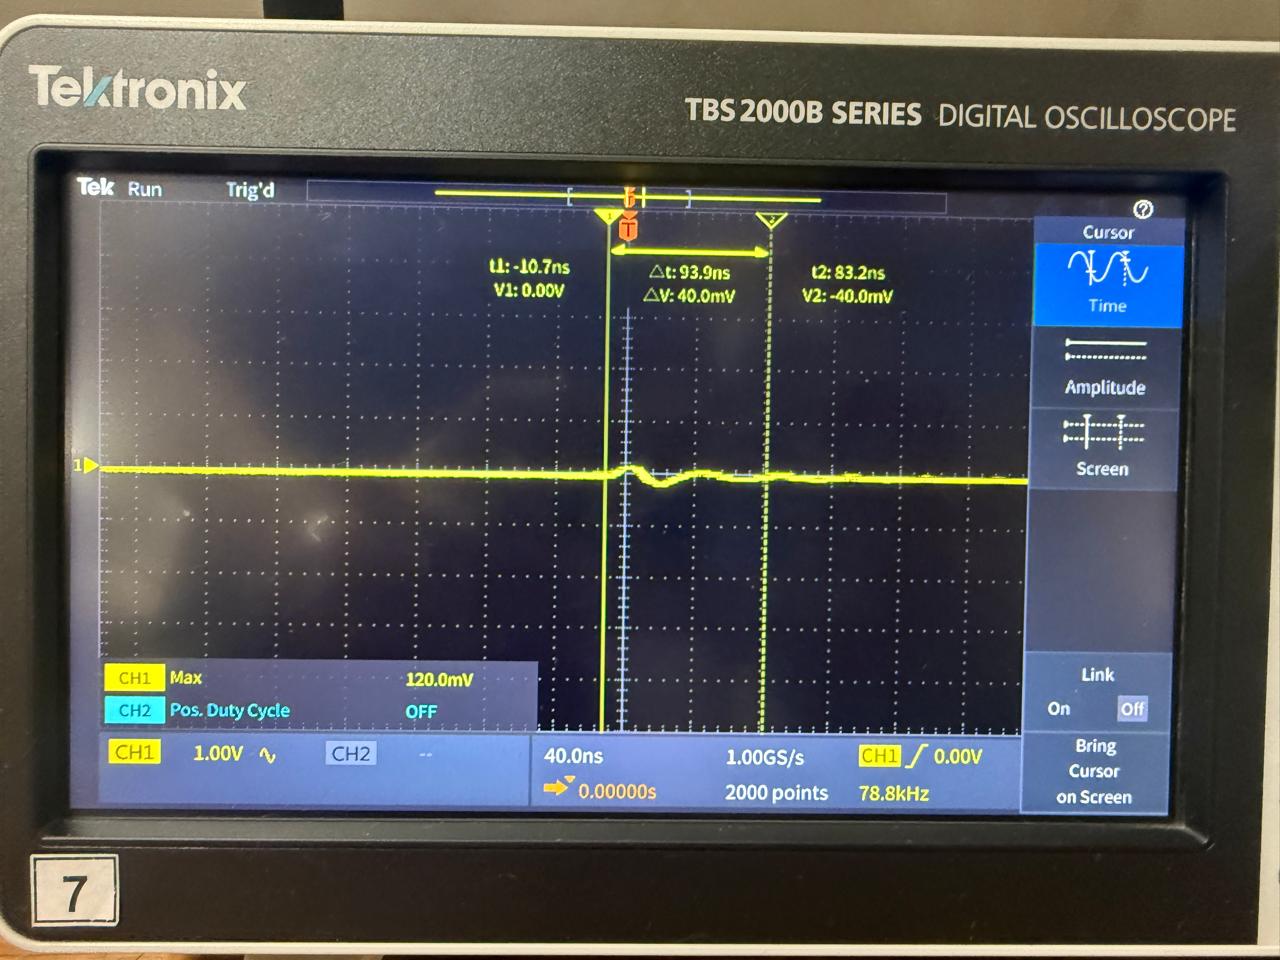 Tektronix
TBS 2000B SERIES DIGITAL OSCILLOSCOPE
Tek Run Trig'd
1 T 2
t1: -10.7ns △t: 93.9ns t2: 83.2ns
V1: 0.00V △V: 40.0mV V2: -40.0mV
1
CH1 Max 120.0mV
CH2 Pos. Duty Cycle OFF
CH1 1.00V CH2 --
40.0ns 1.00GS/s CH1 0.00V
0.00000s 2000 points 78.8kHz
?
Cursor
Time
Amplitude
Screen
Link
On Off
Bring
Cursor
on Screen
7